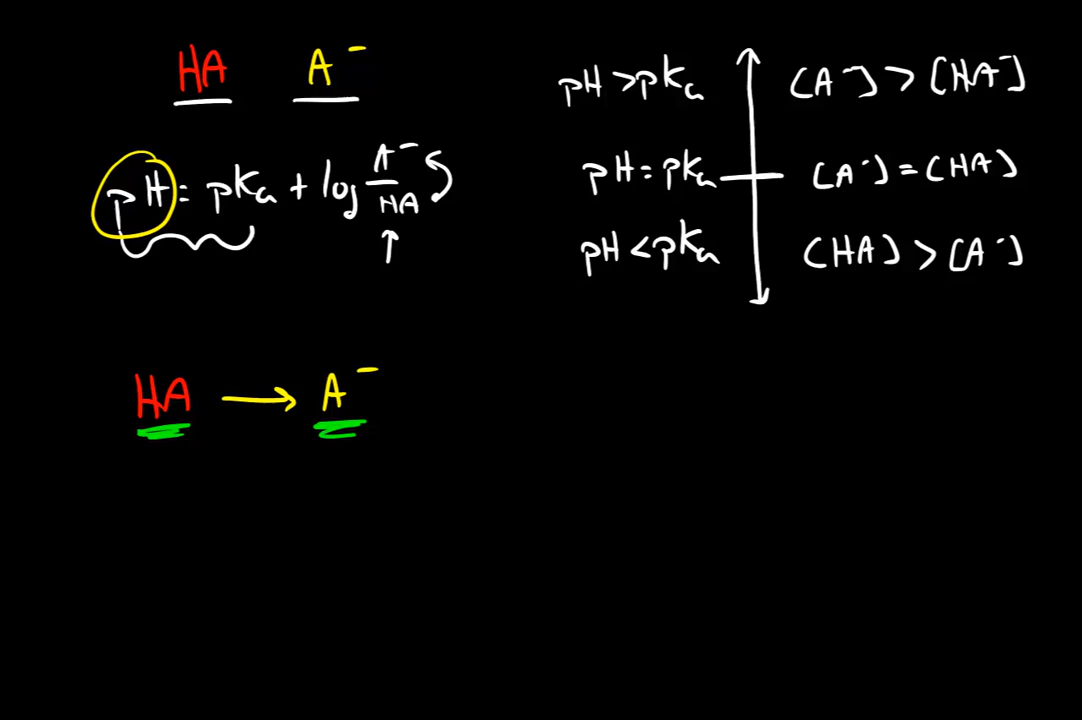 HA A⁻
pH = pKa + log A⁻/HA
pH > pKa [A⁻] > [HA⁻]
pH = pKa [A⁻] = [HA]
pH < pKa [HA] > [A⁻]
HA → A⁻